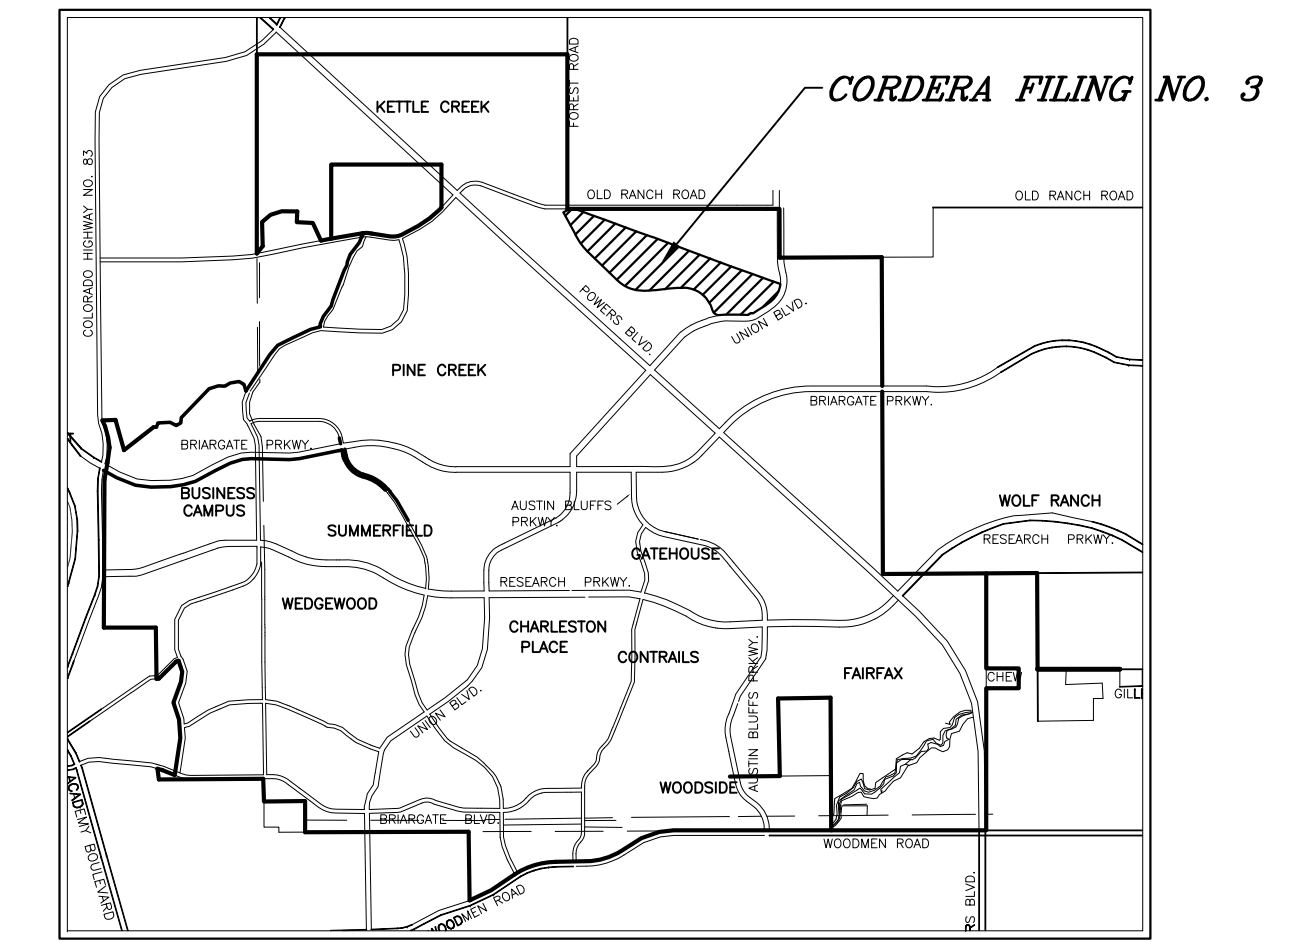 CORDERA FILING NO. 3
KETTLE CREEK
FOREST ROAD
COLORADO HIGHWAY NO. 83
OLD RANCH ROAD
OLD RANCH ROAD
POWERS BLVD.
UNION BLVD.
PINE CREEK
BRIARGATE PRKWY.
BRIARGATE PRKWY.
BUSINESS
CAMPUS
SUMMERFIELD
AUSTIN BLUFFS
PRKWY.
WOLF RANCH
RESEARCH PRKWY.
GATEHOUSE
RESEARCH PRKWY.
WEDGEWOOD
CHARLESTON
PLACE
CONTRAILS
AUSTIN BLUFFS PRKWY.
FAIRFAX
CHEV
GILL
UNION BLVD.
WOODSIDE
ACADEMY BOULEVARD
BRIARGATE BLVD.
WOODMEN ROAD
WOODMEN ROAD
RS BLVD.